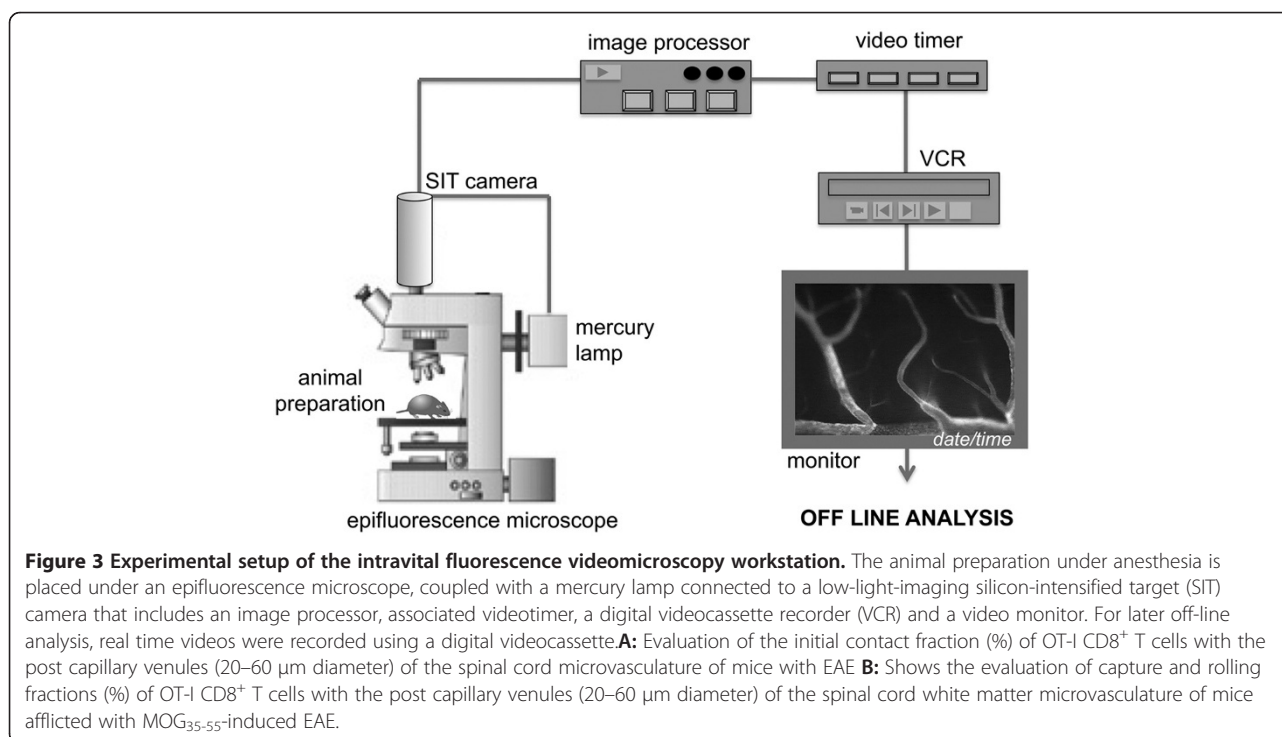 image processor
video timer
VCR
SIT camera
mercury
lamp
animal
preparation
date/time
monitor
epifluorescence microscope
OFF LINE ANALYSIS
Figure 3 Experimental setup of the intravital fluorescence videomicroscopy workstation. The animal preparation under anesthesia is
placed under an epifluorescence microscope, coupled with a mercury lamp connected to a low-light-imaging silicon-intensified target (SIT)
camera that includes an image processor, associated videotimer, a digital videocassette recorder (VCR) and a video monitor. For later off-line
analysis, real time videos were recorded using a digital videocassette.A: Evaluation of the initial contact fraction (%) of OT-I CD8⁺ T cells with the
post capillary venules (20–60 μm diameter) of the spinal cord microvasculature of mice with EAE B: Shows the evaluation of capture and rolling
fractions (%) of OT-I CD8⁺ T cells with the post capillary venules (20–60 μm diameter) of the spinal cord white matter microvasculature of mice
afflicted with MOG₃₅₋₅₅-induced EAE.